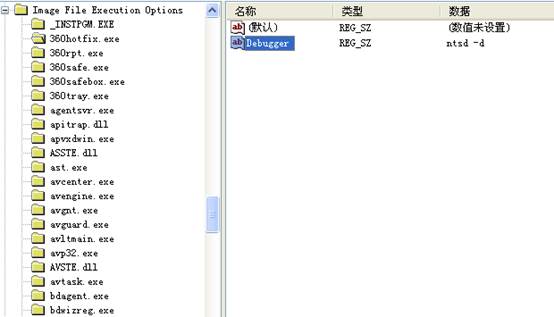 Image File Execution Options
_INSTPGM.EXE
360hotfix.exe
360rpt.exe
360safe.exe
360safebox.exe
360tray.exe
agentsvr.exe
apitrap.dll
apvxdwin.exe
ASSTE.dll
ast.exe
avcenter.exe
avengine.exe
avgnt.exe
avguard.exe
avltmain.exe
avp32.exe
AVSTE.dll
avtask.exe
bdagent.exe
bdwizreg.exe
名称 类型 数据
(默认) REG_SZ (数值未设置)
Debugger REG_SZ ntsd -d